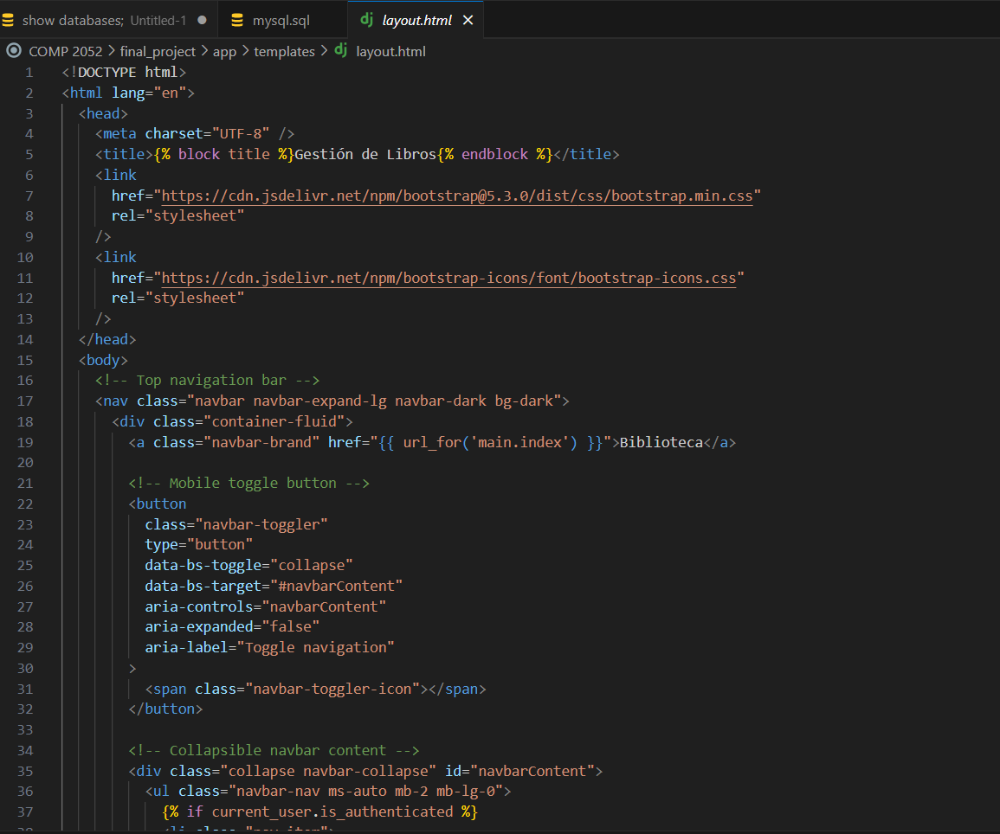 show databases; Untitled-1 mysql.sql layout.html
COMP 2052 > final_project > app > templates > layout.html
1 <!DOCTYPE html>
2 <html lang="en">
3 <head>
4 <meta charset="UTF-8" />
5 <title>{% block title %}Gestión de Libros{% endblock %}</title>
6 <link
7 href="https://cdn.jsdelivr.net/npm/bootstrap@5.3.0/dist/css/bootstrap.min.css"
8 rel="stylesheet"
9 />
10 <link
11 href="https://cdn.jsdelivr.net/npm/bootstrap-icons/font/bootstrap-icons.css"
12 rel="stylesheet"
13 />
14 </head>
15 <body>
16 <!-- Top navigation bar -->
17 <nav class="navbar navbar-expand-lg navbar-dark bg-dark">
18 <div class="container-fluid">
19 <a class="navbar-brand" href="{{ url_for('main.index') }}">Biblioteca</a>
20
21 <!-- Mobile toggle button -->
22 <button
23 class="navbar-toggler"
24 type="button"
25 data-bs-toggle="collapse"
26 data-bs-target="#navbarContent"
27 aria-controls="navbarContent"
28 aria-expanded="false"
29 aria-label="Toggle navigation"
30 >
31 <span class="navbar-toggler-icon"></span>
32 </button>
33
34 <!-- Collapsible navbar content -->
35 <div class="collapse navbar-collapse" id="navbarContent">
36 <ul class="navbar-nav ms-auto mb-2 mb-lg-0">
37 {% if current_user.is_authenticated %}
38 <li class="nav-item">